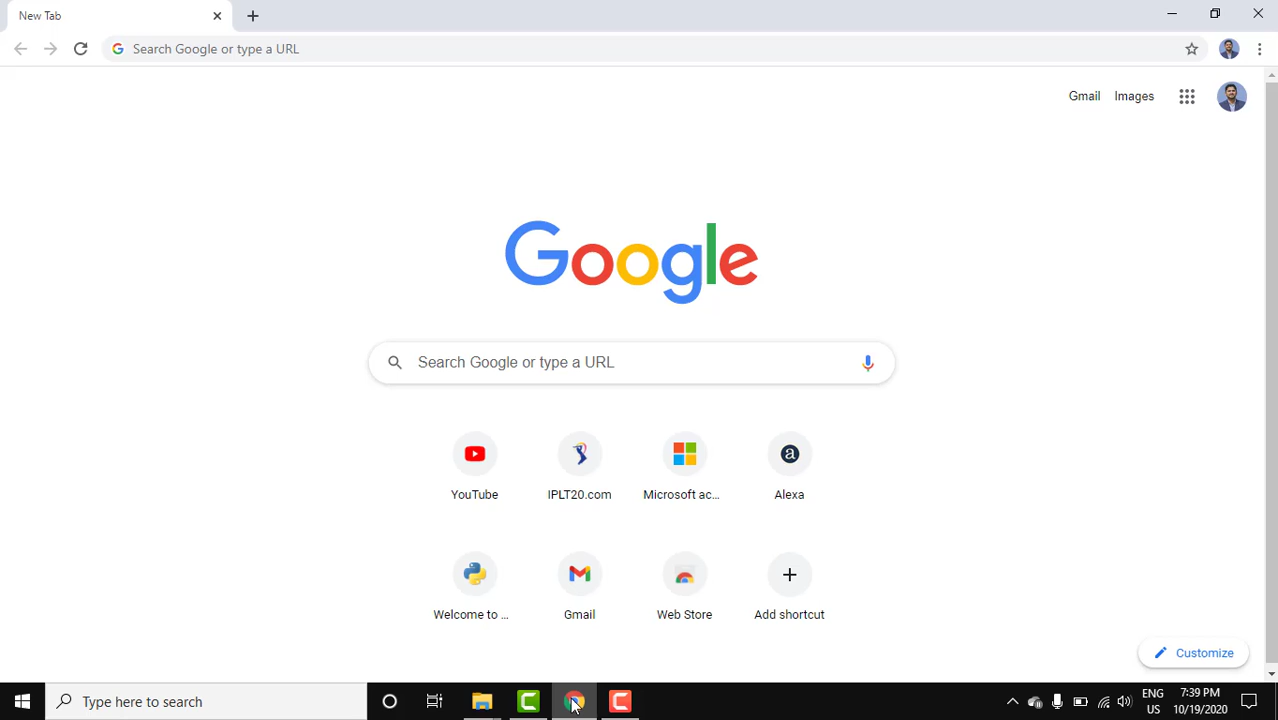 New Tab
Search Google or type a URL
Gmail Images
Google
Search Google or type a URL
YouTube IPLT20.com Microsoft ac... Alexa
Welcome to ... Gmail Web Store Add shortcut
Customize
Type here to search
ENG 7:39 PM
US 10/19/2020